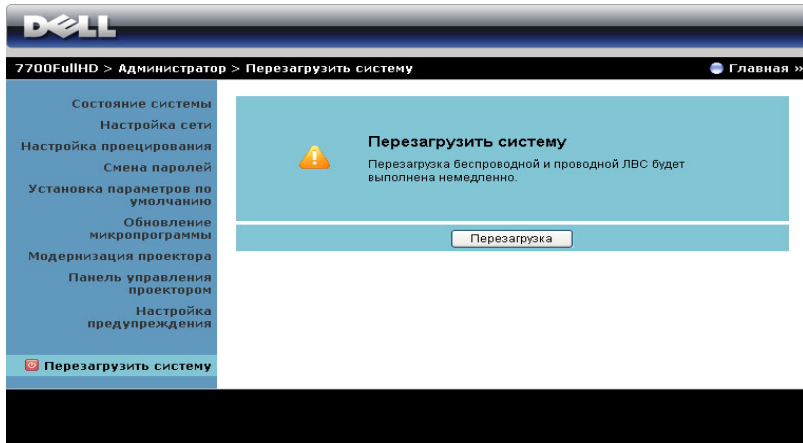 DELL
7700FullHD > Администратор > Перезагрузить систему
Главная »
Состояние системы
Настройка сети
Настройка проецирования
Смена паролей
Установка параметров по
умолчанию
Обновление
микропрограммы
Модернизация проектора
Панель управления
проектором
Настройка
предупреждения
Перезагрузить систему
Перезагрузить систему
Перезагрузка беспроводной и проводной ЛВС будет
выполнена немедленно.
Перезагрузка